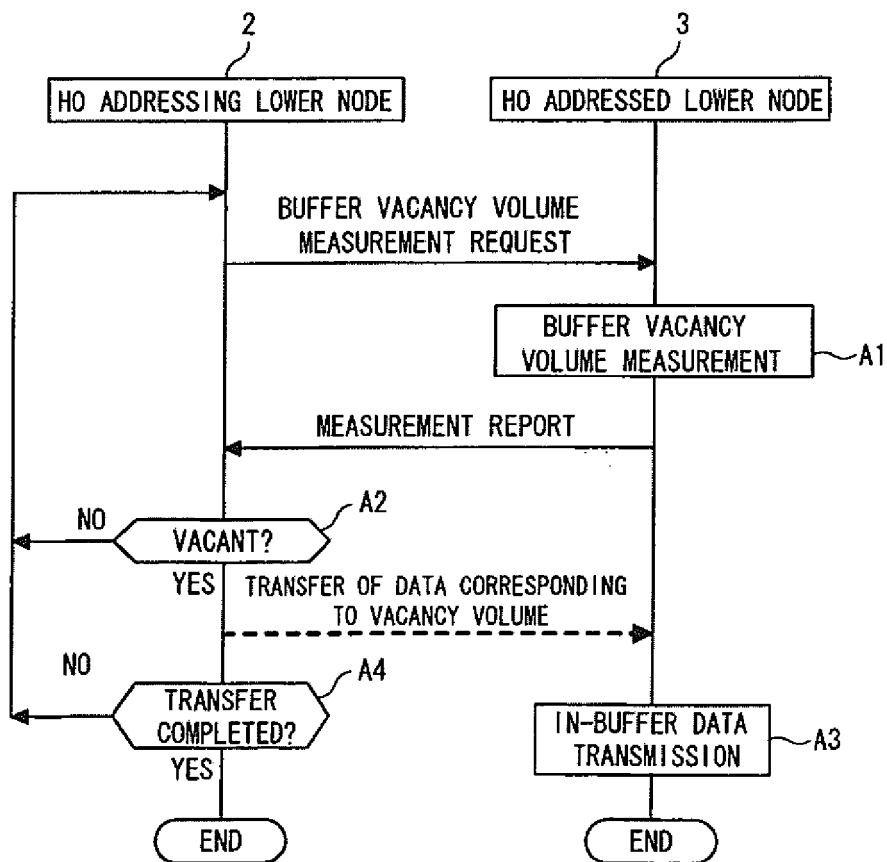 2
3
HO ADDRESSING LOWER NODE
HO ADDRESSED LOWER NODE
BUFFER VACANCY VOLUME
MEASUREMENT REQUEST
BUFFER VACANCY
VOLUME MEASUREMENT
A1
MEASUREMENT REPORT
A2
NO
VACANT?
YES
TRANSFER OF DATA CORRESPONDING
TO VACANCY VOLUME
NO
A4
TRANSFER
COMPLETED?
IN-BUFFER DATA
TRANSMISSION
A3
YES
END
END